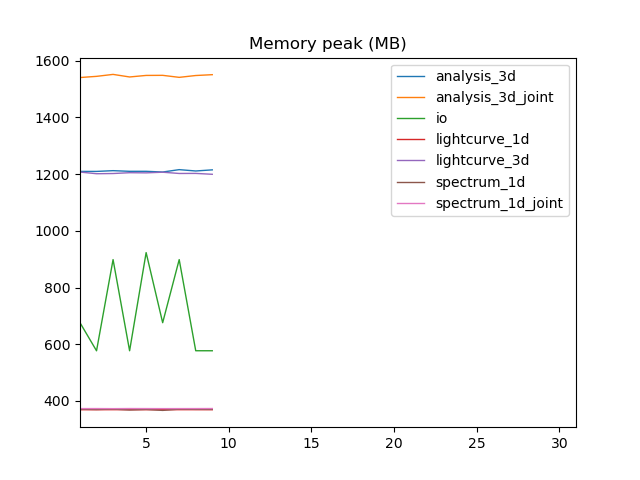 Memory peak (MB)
1600
1400
1200
1000
800
600
400
5
10
15
20
25
30
analysis_3d
analysis_3d_joint
io
lightcurve_1d
lightcurve_3d
spectrum_1d
spectrum_1d_joint